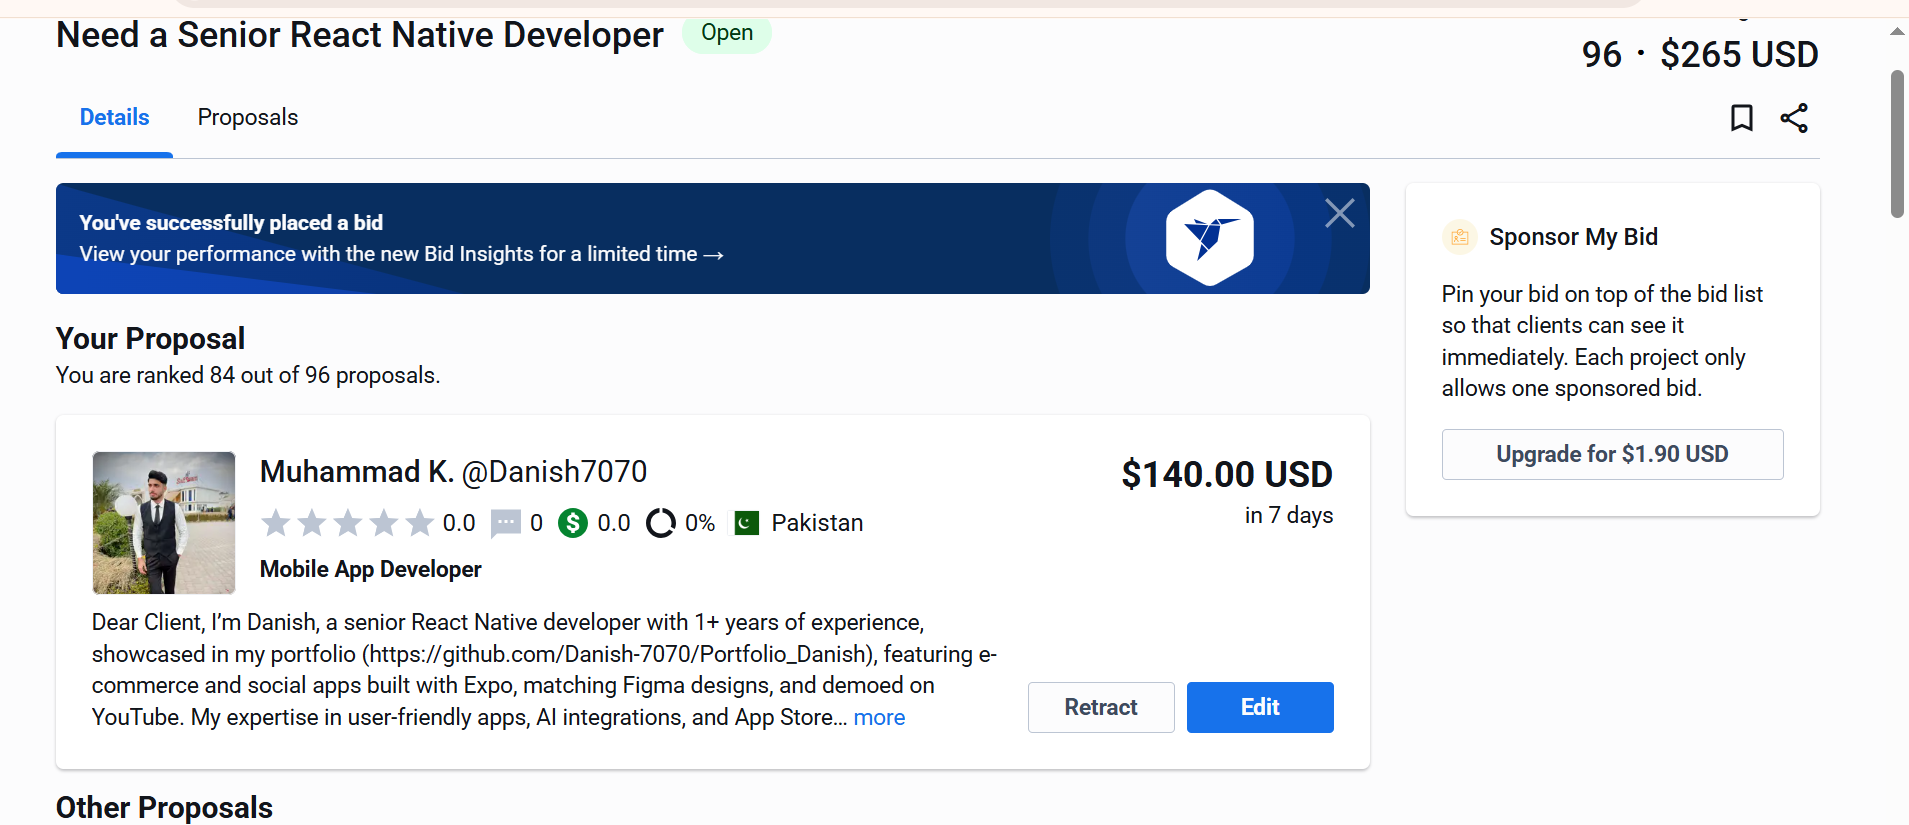 Need a Senior React Native Developer
Open
96 · $265 USD
Details
Proposals
You've successfully placed a bid
View your performance with the new Bid Insights for a limited time →
Sponsor My Bid
Pin your bid on top of the bid list
so that clients can see it
immediately. Each project only
allows one sponsored bid.
Upgrade for $1.90 USD
Your Proposal
You are ranked 84 out of 96 proposals.
Muhammad K. @Danish7070
$140.00 USD
0.0 0 0.0 0% Pakistan
in 7 days
Mobile App Developer
Dear Client, I’m Danish, a senior React Native developer with 1+ years of experience,
showcased in my portfolio (https://github.com/Danish-7070/Portfolio_Danish), featuring e-
commerce and social apps built with Expo, matching Figma designs, and demoed on
YouTube. My expertise in user-friendly apps, AI integrations, and App Store... more
Retract
Edit
Other Proposals